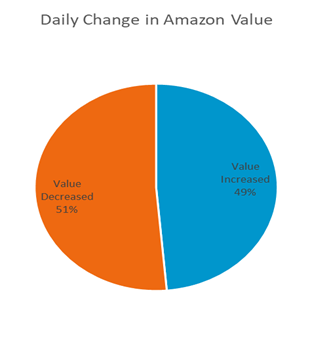 Daily Change in Amazon Value
Value
Increased
49%
Value
Decreased
51%